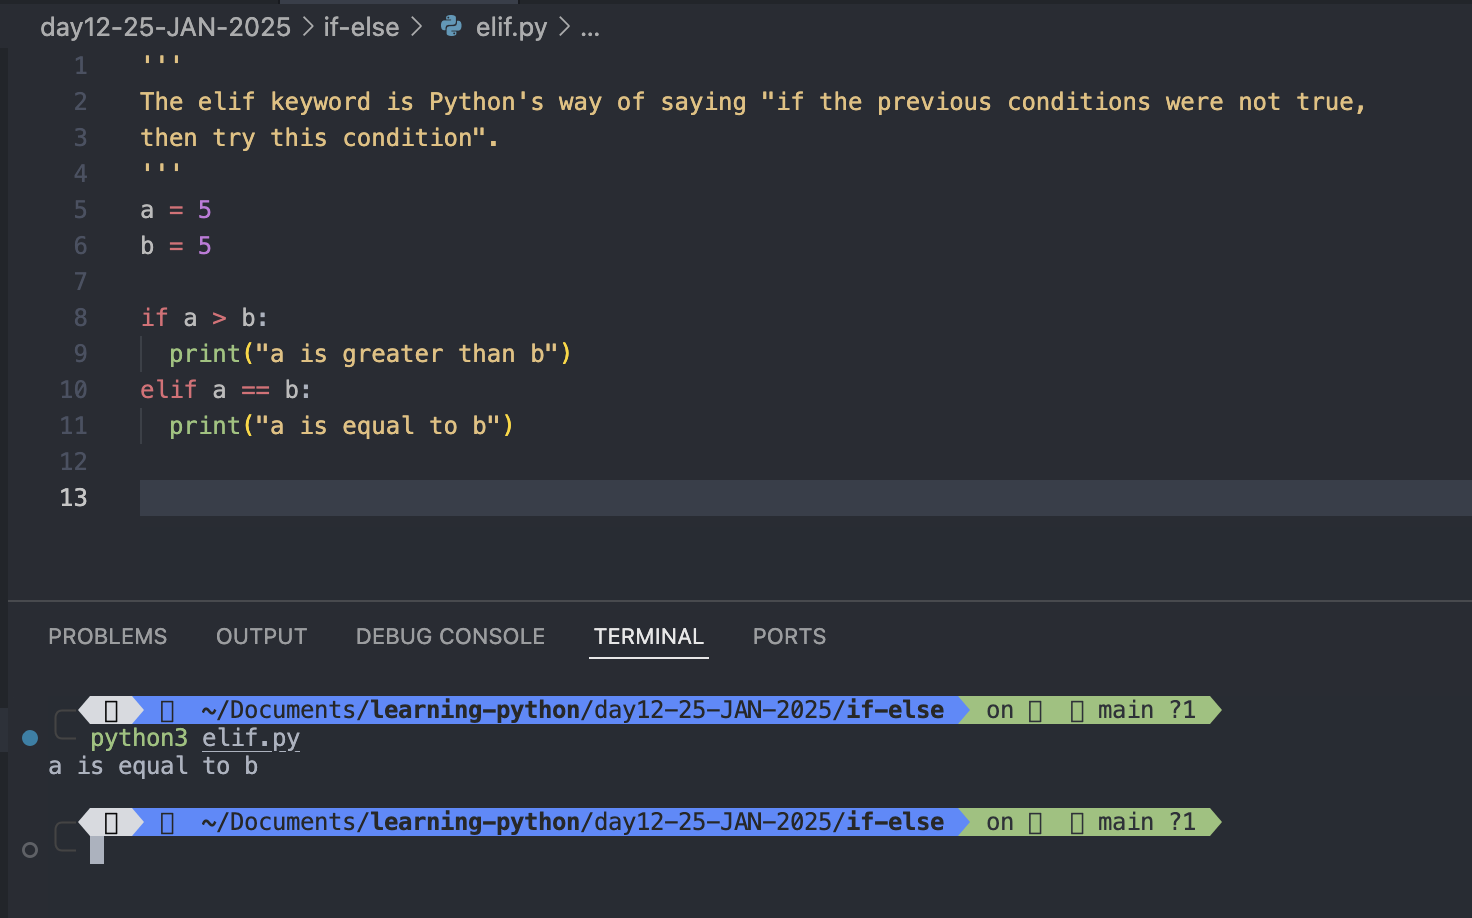 day12-25-JAN-2025 > if-else > elif.py > ...
1 '''
2 The elif keyword is Python's way of saying "if the previous conditions were not true,
3 then try this condition".
4 '''
5 a = 5
6 b = 5
7
8 if a > b:
9   print("a is greater than b")
10 elif a == b:
11   print("a is equal to b")
12
13
PROBLEMS OUTPUT DEBUG CONSOLE TERMINAL PORTS
~/Documents/learning-python/day12-25-JAN-2025/if-else on main ?1
python3 elif.py
a is equal to b
~/Documents/learning-python/day12-25-JAN-2025/if-else on main ?1